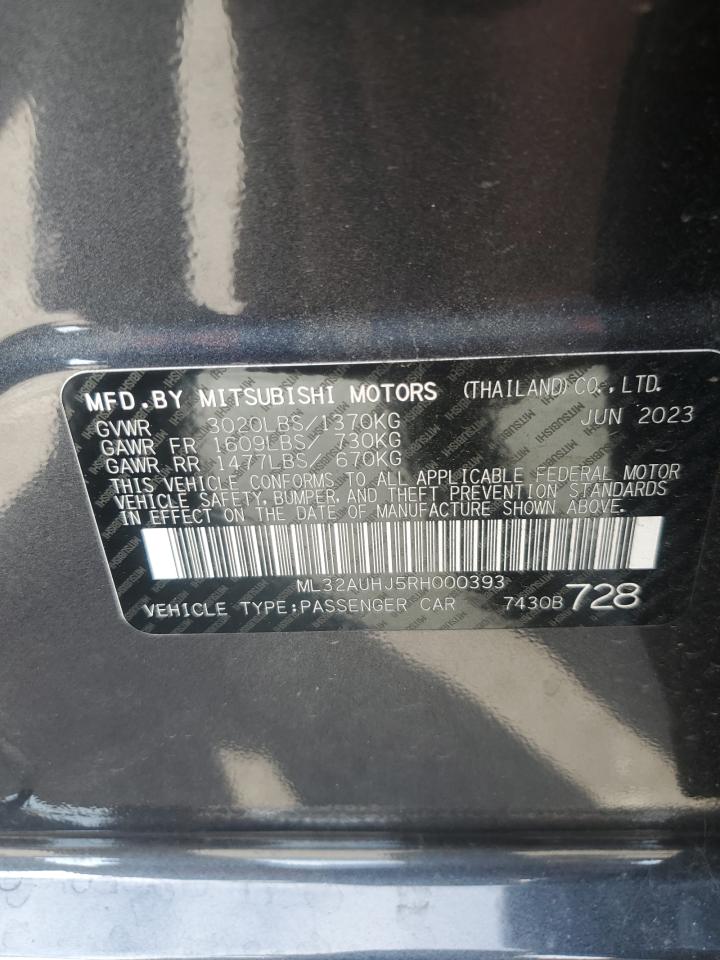 MFD.BY MITSUBISHI MOTORS (THAILAND)CO.,LTD.
GVWR 3020LBS/1370KG JUN 2023
GAWR FR 1609LBS/ 730KG
GAWR RR 1477LBS/ 670KG
THIS VEHICLE CONFORMS TO ALL APPLICABLE FEDERAL MOTOR
VEHICLE SAFETY,BUMPER,AND THEFT PREVENTION STANDARDS
IN EFFECT ON THE DATE OF MANUFACTURE SHOWN ABOVE.
ML32AUHJ5RH000393
VEHICLE TYPE;PASSENGER CAR 7430B 728